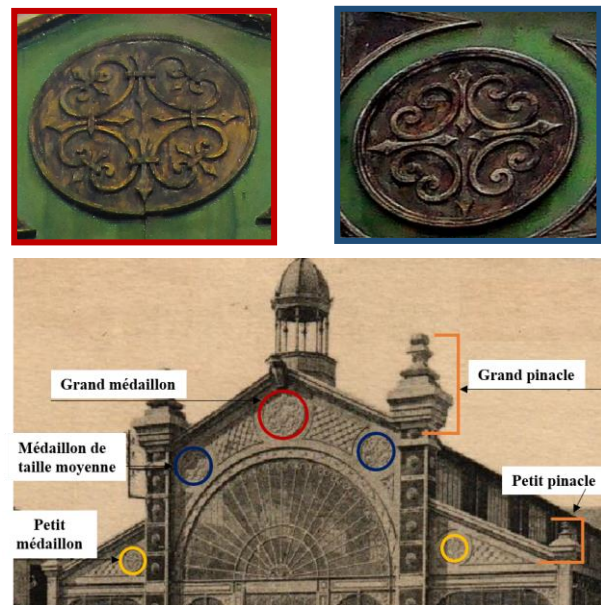 Grand médaillon
Grand pinacle
Médaillon de
taille moyenne
Petit pinacle
Petit
médaillon